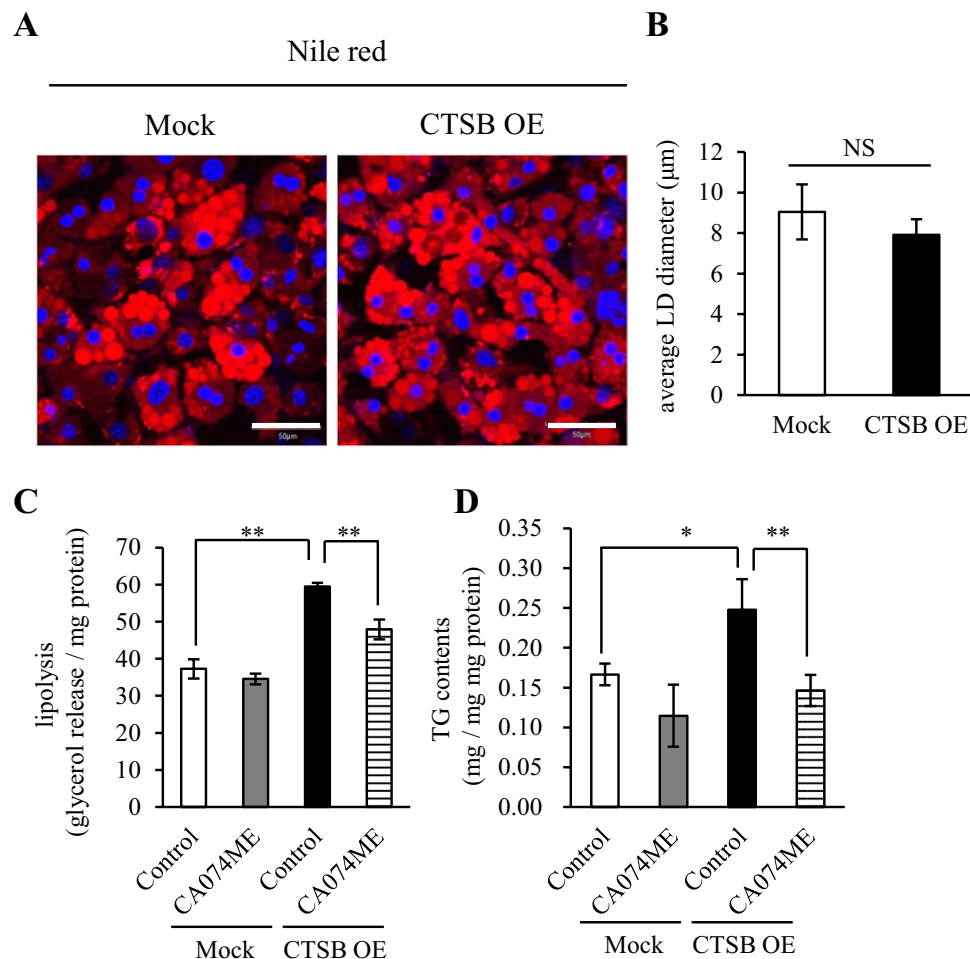 A
Nile red
Mock
CTSB OE
50μm
50μm
B
average LD diameter (μm)
12
10
8
6
4
2
0
NS
Mock
CTSB OE
C
lipolysis
(glycerol release / mg protein)
70
60
50
40
30
20
10
0
**
**
Control
CA074ME
Control
CA074ME
Mock
CTSB OE
D
TG contents
(mg / mg mg protein)
0.35
0.30
0.25
0.20
0.15
0.10
0.05
0.00
*
**
Control
CA074ME
Control
CA074ME
Mock
CTSB OE